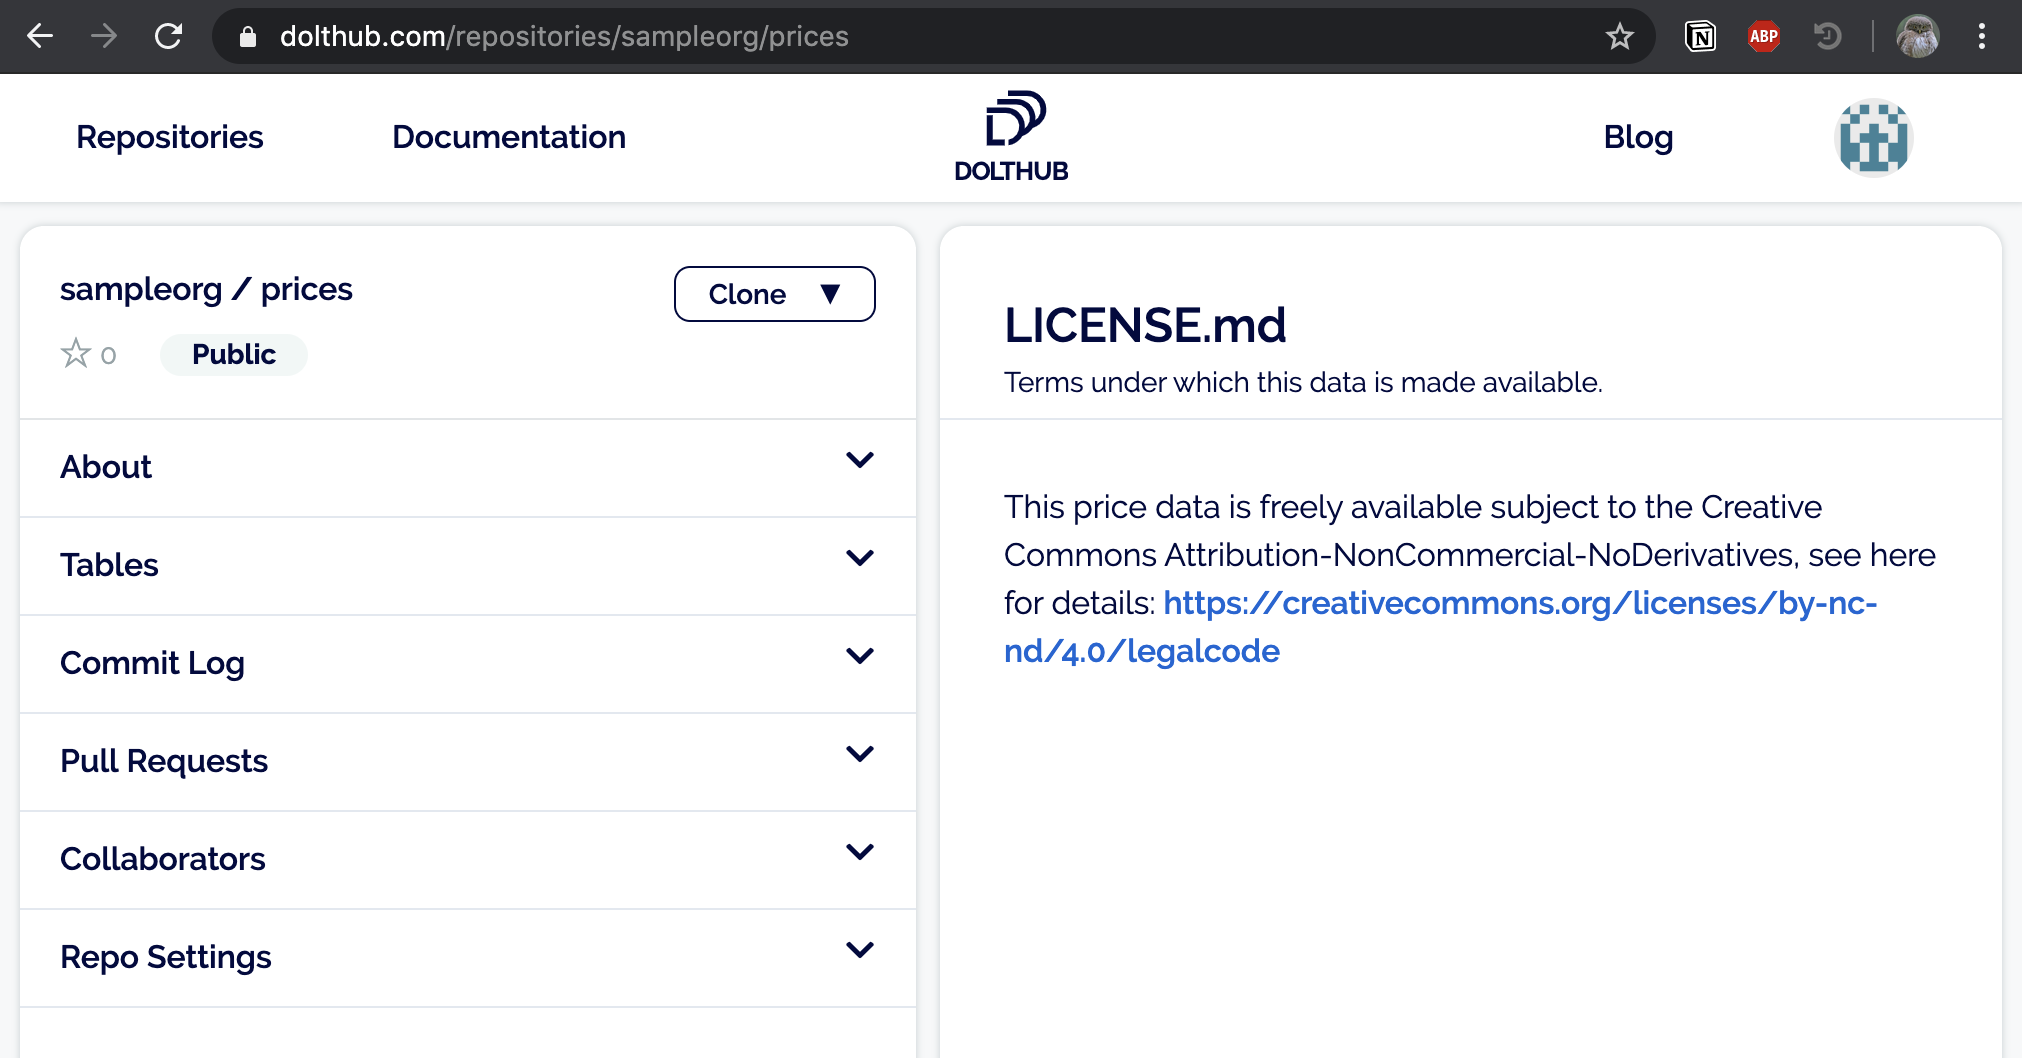 dolthub.com/repositories/sampleorg/prices
N
ABP
Repositories
Documentation
DOLTHUB
Blog
sampleorg / prices
Clone
0
Public
About
Tables
Commit Log
Pull Requests
Collaborators
Repo Settings
LICENSE.md
Terms under which this data is made available.
This price data is freely available subject to the Creative
Commons Attribution-NonCommercial-NoDerivatives, see here
for details: https://creativecommons.org/licenses/by-nc-
nd/4.0/legalcode